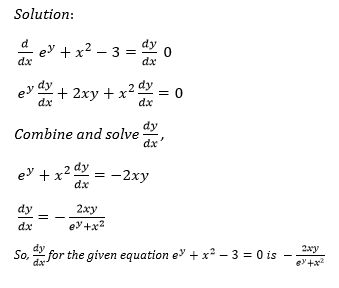 Solution:
d/dx e^y + x^2 − 3 = dy/dx 0
e^y dy/dx + 2xy + x^2 dy/dx = 0
Combine and solve dy/dx,
e^y + x^2 dy/dx = −2xy
dy/dx = − 2xy/(e^y+x^2)
So, dy/dx for the given equation e^y + x^2 − 3 = 0 is − 2xy/(e^y+x^2)